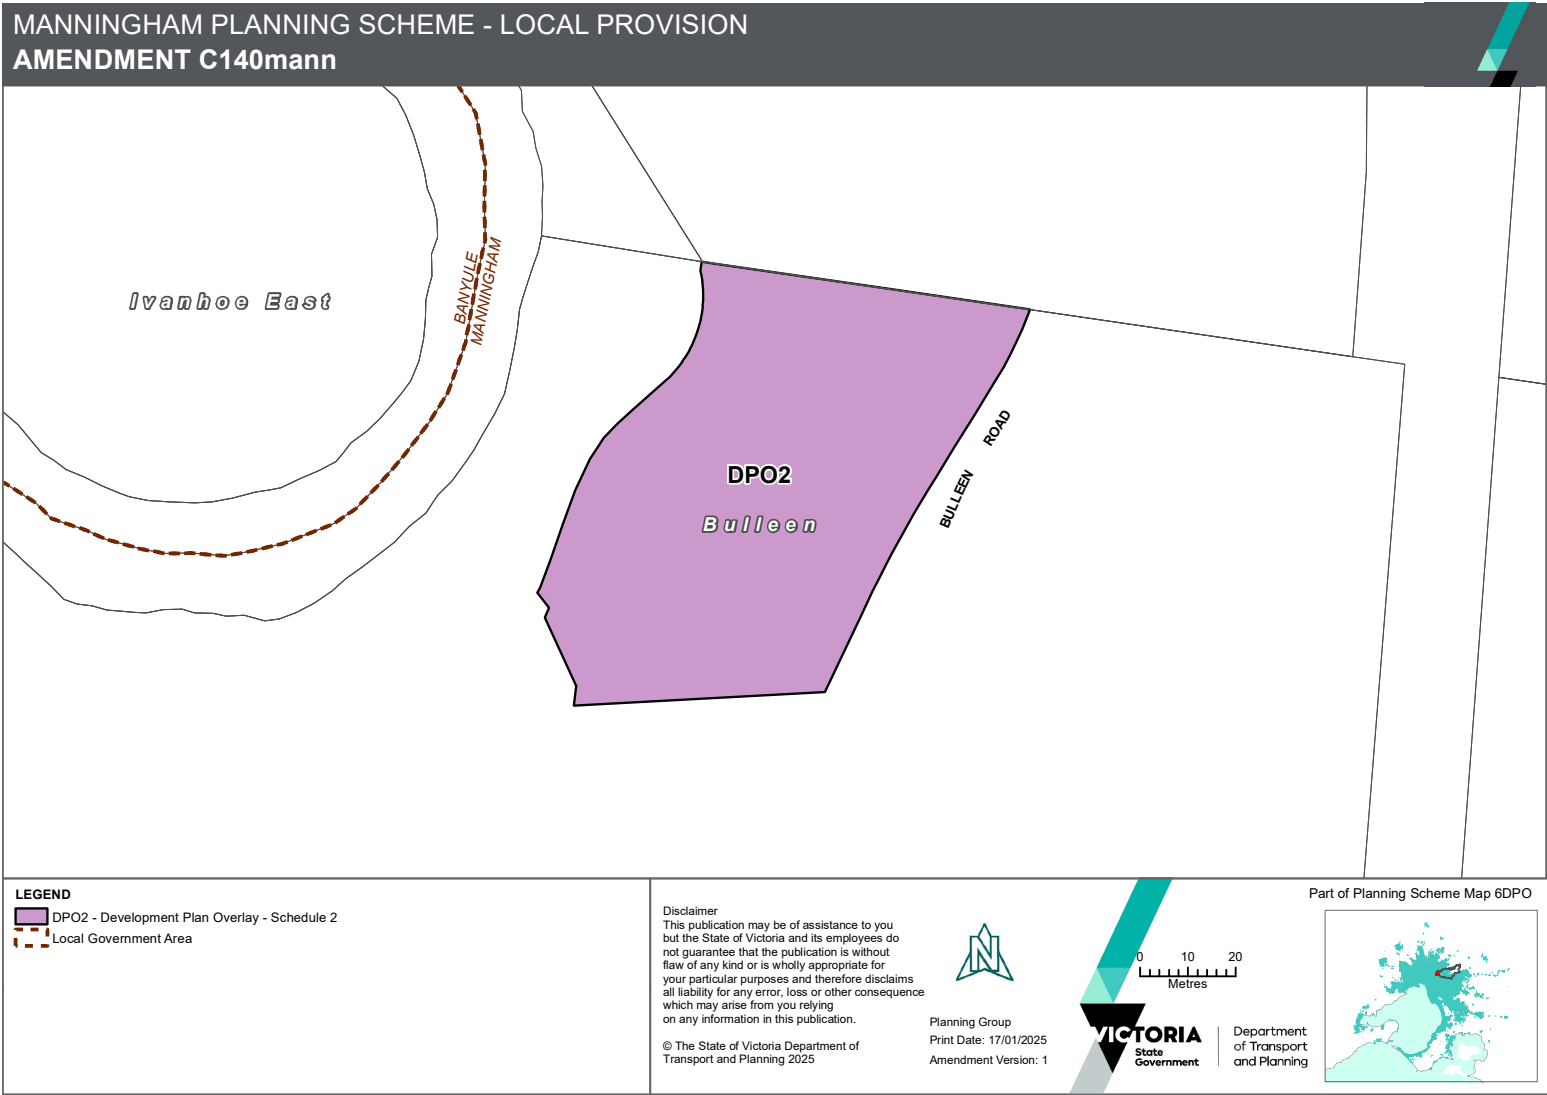 MANNINGHAM PLANNING SCHEME - LOCAL PROVISION
AMENDMENT C140mann
Ivanhoe East
BANYULE
MANNINGHAM
DPO2
Bulleen
BULLEEN ROAD
LEGEND
DPO2 - Development Plan Overlay - Schedule 2
Local Government Area
Disclaimer
This publication may be of assistance to you
but the State of Victoria and its employees do
not guarantee that the publication is without
flaw of any kind or is wholly appropriate for
your particular purposes and therefore disclaims
all liability for any error, loss or other consequence
which may arise from you relying
on any information in this publication.
© The State of Victoria Department of
Transport and Planning 2025
N
Planning Group
Print Date: 17/01/2025
Amendment Version: 1
0 10 20
Metres
VICTORIA
State
Government
Department
of Transport
and Planning
Part of Planning Scheme Map 6DPO